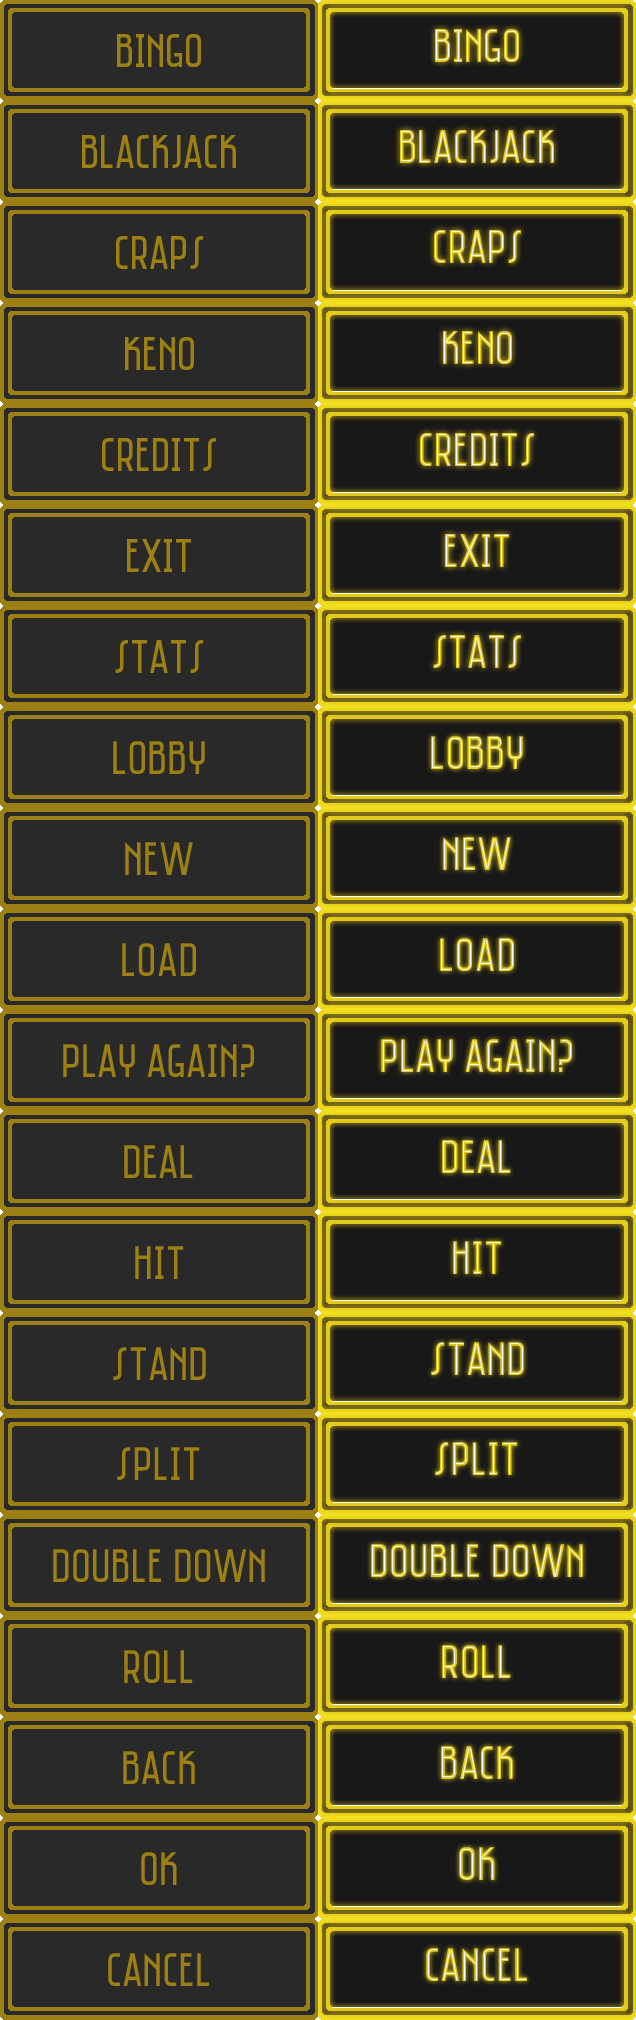 BINGO BINGO
BLACKJACK BLACKJACK
CRAPS CRAPS
KENO KENO
CREDITS CREDITS
EXIT EXIT
STATS STATS
LOBBY LOBBY
NEW NEW
LOAD LOAD
PLAY AGAIN? PLAY AGAIN?
DEAL DEAL
HIT HIT
STAND STAND
SPLIT SPLIT
DOUBLE DOWN DOUBLE DOWN
ROLL ROLL
BACK BACK
OK OK
CANCEL CANCEL